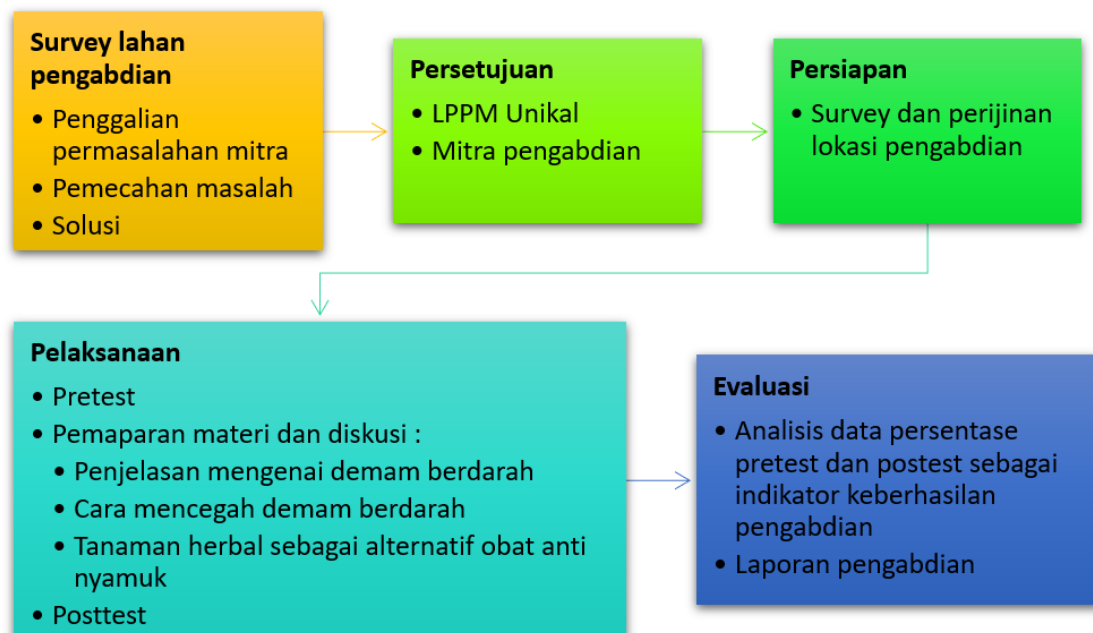 Survey lahan
pengabdian
• Penggalian
permasalahan mitra
• Pemecahan masalah
• Solusi
Persetujuan
• LPPM Unikal
• Mitra pengabdian
Persiapan
• Survey dan perijinan
lokasi pengabdian
Pelaksanaan
• Pretest
• Pemaparan materi dan diskusi :
• Penjelasan mengenai demam berdarah
• Cara mencegah demam berdarah
• Tanaman herbal sebagai alternatif obat anti
nyamuk
• Posttest
Evaluasi
• Analisis data persentase
pretest dan postest sebagai
indikator keberhasilan
pengabdian
• Laporan pengabdian